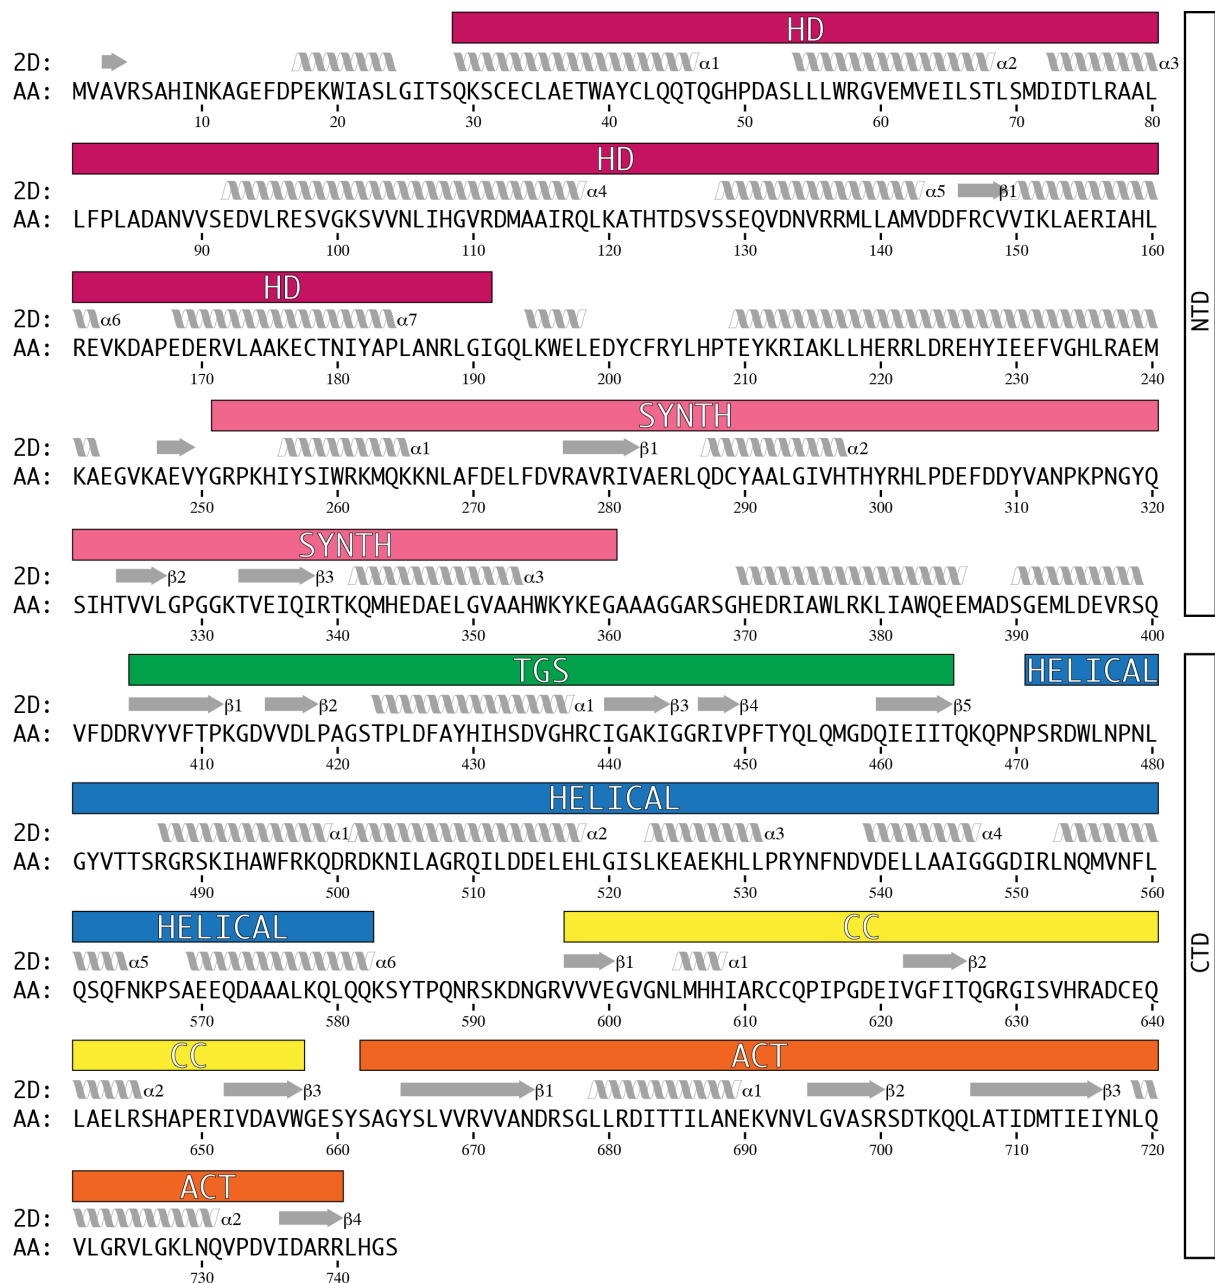 HD
2D: α1 α2 α3
AA: MVAVRSAHINKAGEFDPEKWIASLGITSQKSCECLAETWAYCLQQTQGHPDASLLLWRGVEMVEILSTLSMDIDTLRAAL
10 20 30 40 50 60 70 80
HD
2D: α4 α5 β1
AA: LFPLADANVVSEDVLRESVGKSVVNLIHGVRDMAAIRQLKATHTDSVSSEQVDNVRRMLLAMVDDFRCVVIKLAERIAHL
90 100 110 120 130 140 150 160
HD
2D: α6 α7
AA: REVKDAPEDERVLAAKECTNIYAPLANRLGIGQLKWELEDYCFRYLHPTEYKRIAKLLHERRLDREHYIEEFVGHLRAEM
170 180 190 200 210 220 230 240
NTD
SYNTH
2D: α1 β1 α2
AA: KAEGVKAEVYGRPKHIYSIWRKMQKKNLAFDELFDVRAVRIVAERLQDCYAALGIVHTHYRHLPDEFDDYVANPKPNGYQ
250 260 270 280 290 300 310 320
SYNTH
2D: β2 β3 α3
AA: SIHTVVLGPGGKTVEIQIRTKQMHEDAELGVAAHWKYKEGAAAGGARSGHEDRIAWLRKLIAWQEEMADSGEMLDEVRSQ
330 340 350 360 370 380 390 400
TGS HELICAL
2D: β1 β2 α1 β3 β4 β5
AA: VFDDRVYVFTPKGDVVDLPAGSTPLDFAYHIHSDVGHRCIGAKIGGRIVPFTYQLQMGDQIEIITQKQPNPSRDWLNPNL
410 420 430 440 450 460 470 480
HELICAL
2D: α1 α2 α3 α4
AA: GYVTTSRGRSKIHAWFRKQDRDKNILAGRQILDDELEHLGISLKEAEKHLLPRYNFNDVDELLAAIGGGDIRLNQMVNFL
490 500 510 520 530 540 550 560
HELICAL CC
2D: α5 α6 β1 α1 β2
AA: QSQFNKPSAEEQDAAALKQLQQKSYTPQNRSKDNGRVVVEGVGNLMHHIARCCQPIPGDEIVGFITQGRGISVHRADCEQ
570 580 590 600 610 620 630 640
CTD
CC ACT
2D: α2 β3 β1 α1 β2 β3
AA: LAELRSHAPERIVDAVWGESYSAGYSLVVRVVANDRSGLLRDITTILANEKVNVLGVASRSDTKQQLATIDMTIEIYNLQ
650 660 670 680 690 700 710 720
ACT
2D: α2 β4
AA: VLGRVLGKLNQVPDVIDARRLHGS
730 740